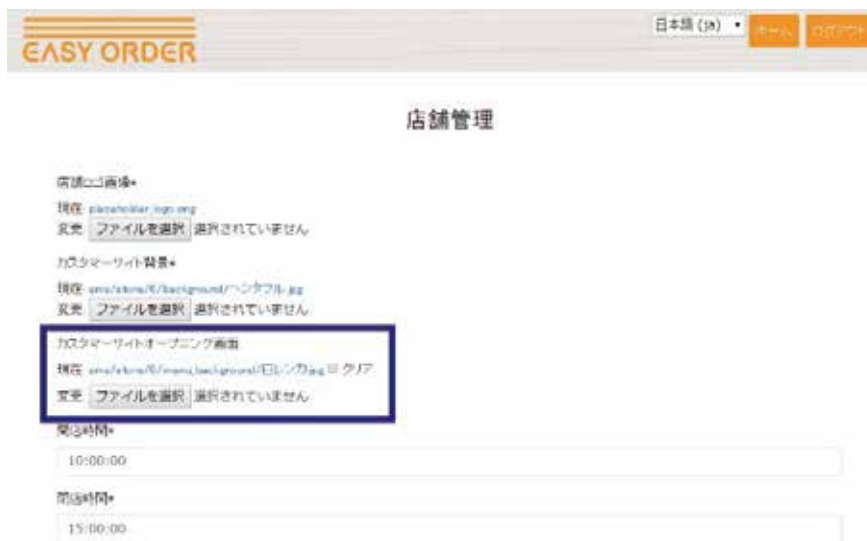 EASY ORDER
日本語 (ja)
ホーム
ログアウト
店舗管理
店舗ロゴ画像*
現在 placeholder_logo.png
変更 ファイルを選択 選択されていません
カスタマーサイト背景*
現在
変更 ファイルを選択 選択されていません
カスタマーサイトオープニング画面
現在 クリア
変更 ファイルを選択 選択されていません
開店時間*
10:00:00
閉店時間*
15:00:00